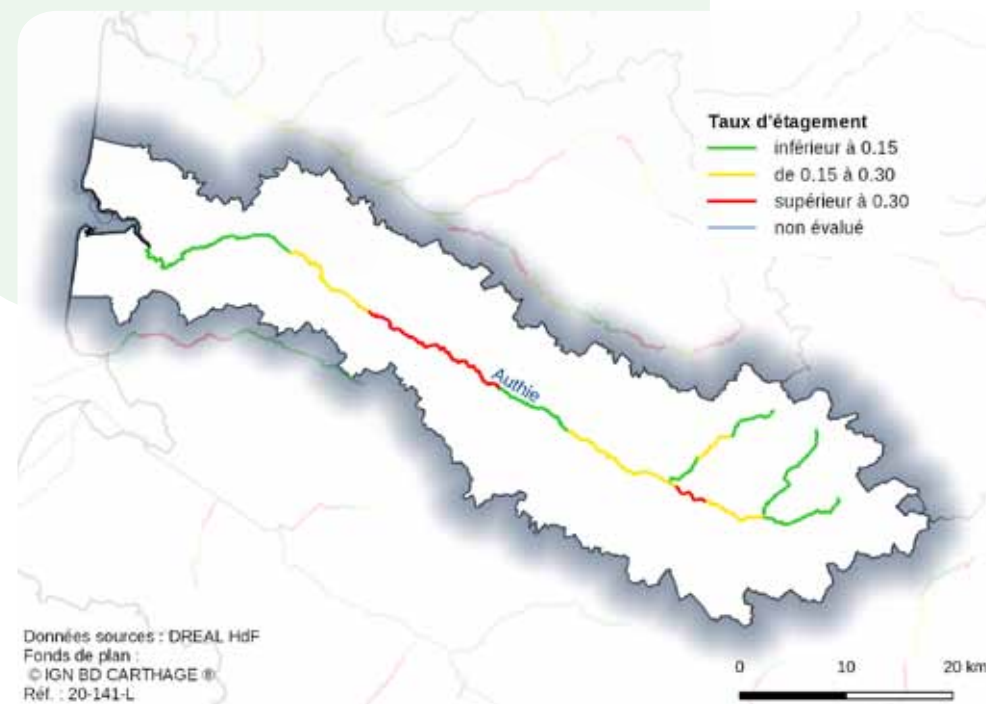 Taux d'étagement
inférieur à 0.15
de 0.15 à 0.30
supérieur à 0.30
non évalué
Authie
Données sources : DREAL HdF
Fonds de plan :
© IGN BD CARTHAGE ®
Réf. : 20-141-L
0 10 20 km